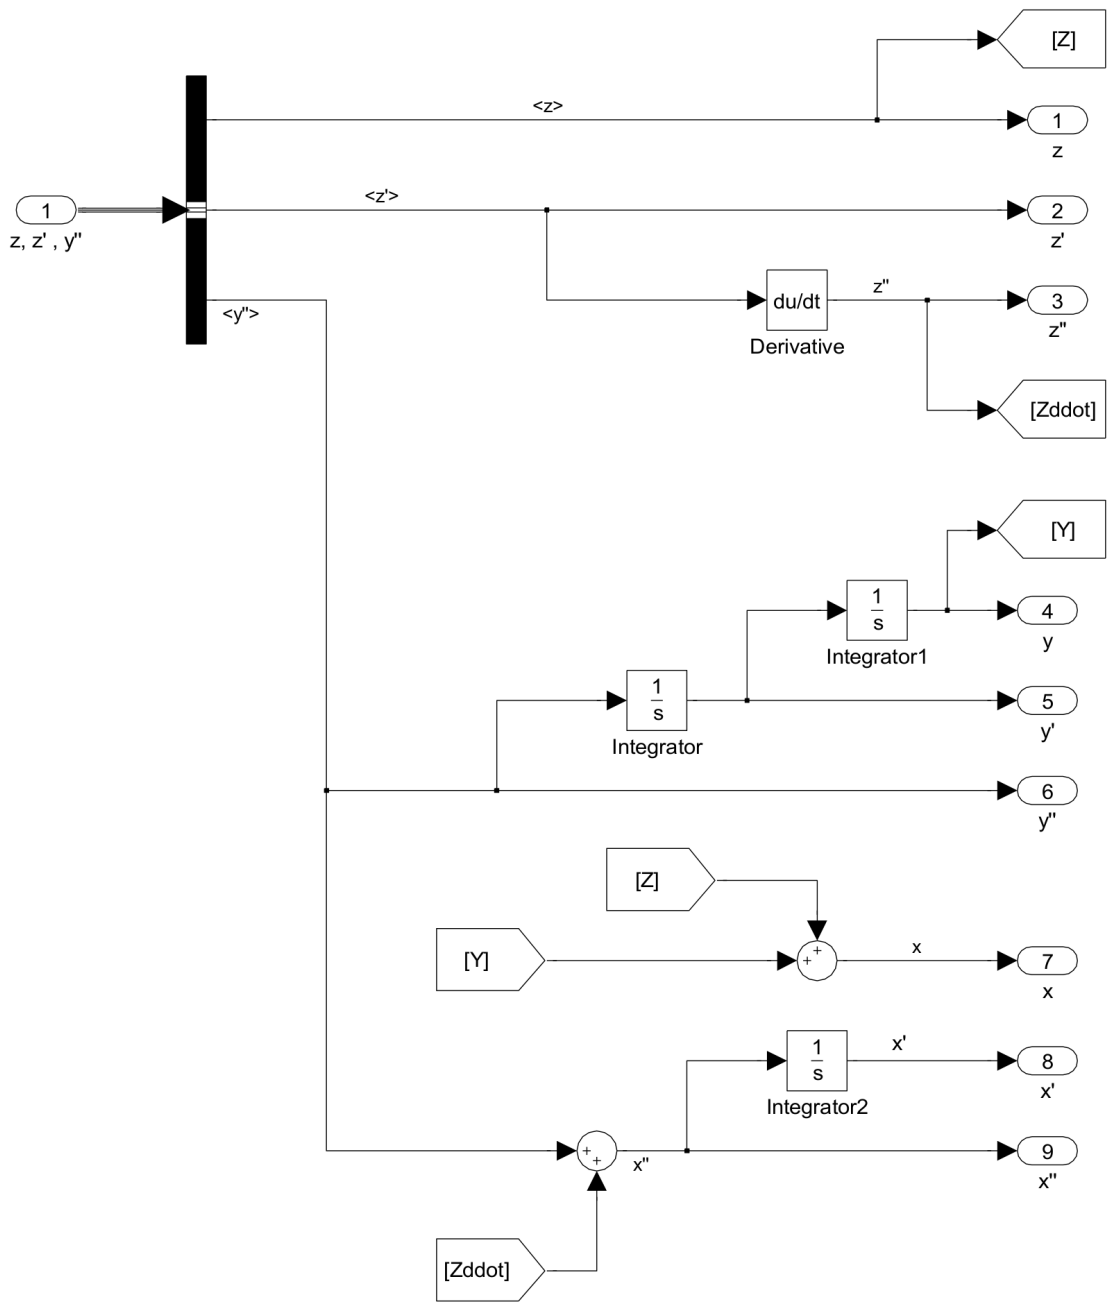 [Z]
<z>
1
z
1
z, z' , y"
<z'>
2
z'
<y">
du/dt
Derivative
z"
3
z"
[Zddot]
[Y]
1
s
Integrator1
4
y
1
s
Integrator
5
y'
6
y"
[Z]
[Y]
+
+
x
7
x
1
s
Integrator2
x'
8
x'
+
+
x"
9
x"
[Zddot]